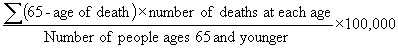 ∑(65 - age of death)×number of deaths at each age
Number of people ages 65 and younger
×100,000